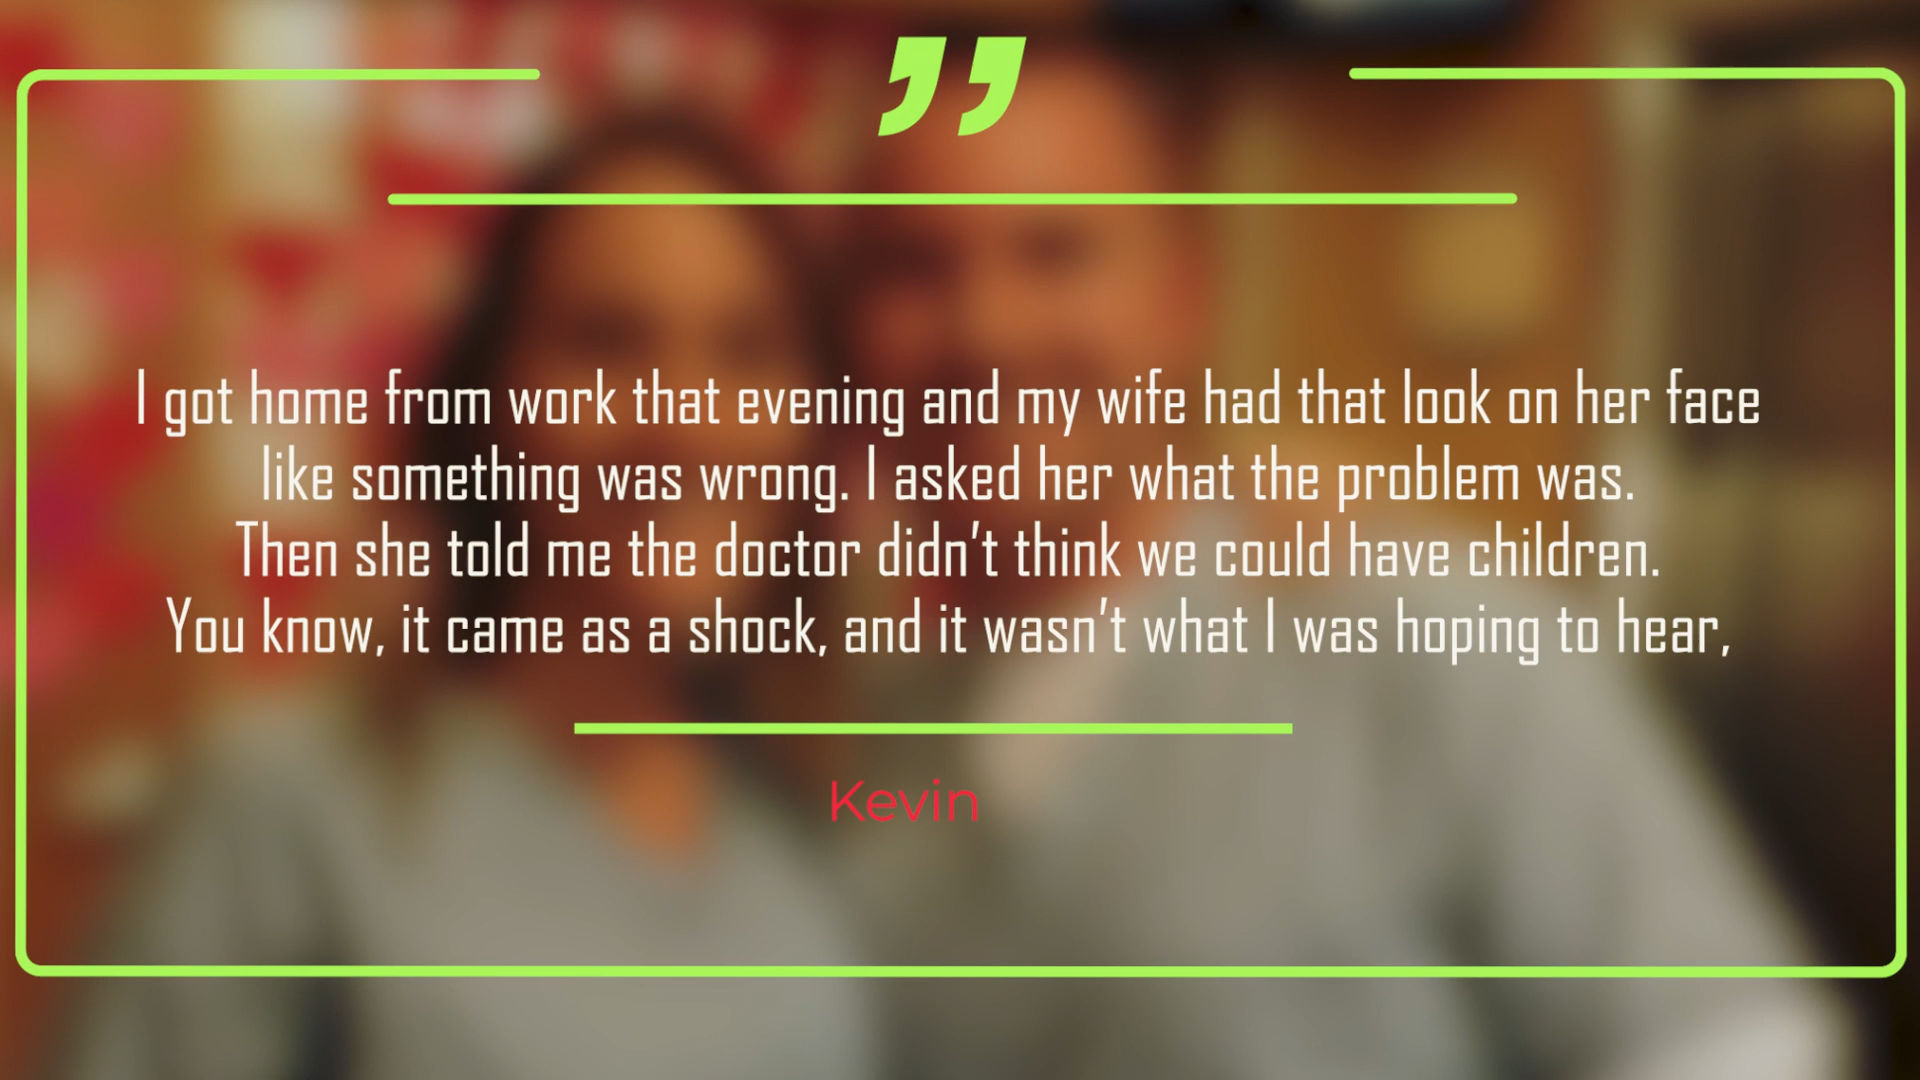 ”
I got home from work that evening and my wife had that look on her face
like something was wrong. I asked her what the problem was.
Then she told me the doctor didn’t think we could have children.
You know, it came as a shock, and it wasn’t what I was hoping to hear,
Kevin